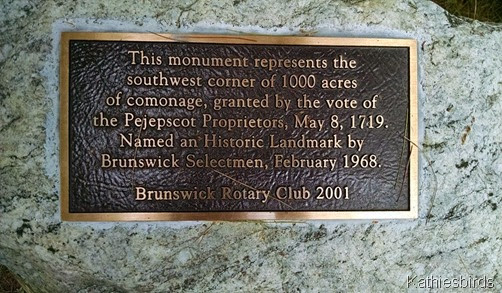 This monument represents the
southwest corner of 1000 acres
of comonage, granted by the vote of
the Pejepscot Proprietors, May 8, 1719.
Named an Historic Landmark by
Brunswick Selectmen, February 1968.
Brunswick Rotary Club 2001
Kathiesbirds